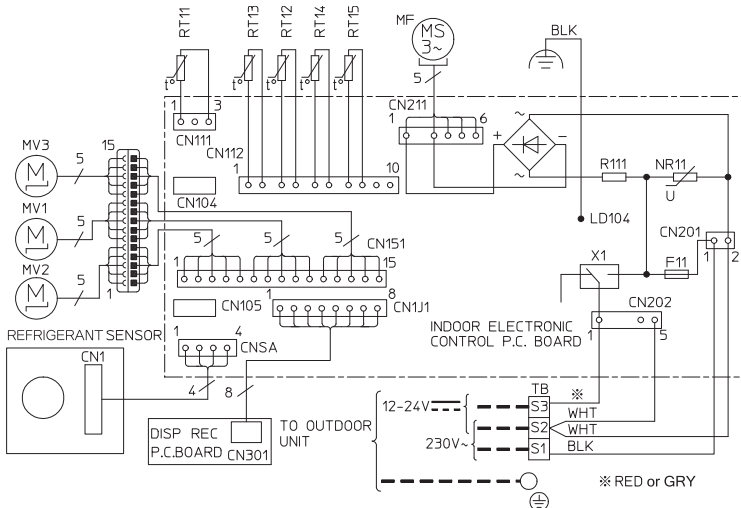 RT11
RT13
RT12
RT14
RT15
MF
MS
3~
BLK
t°
t°
t°
t°
t°
5
1
3
CN111
CN211
1
6
+
~
−
~
CN112
1
10
R111
NR11
U
MV3
M
5
15
MV1
M
5
MV2
M
5
1
CN104
LD104
5
5
5
CN151
1
15
CN201
1
2
X1
F11
CN105
1
8
CN1J1
CN202
1
5
INDOOR ELECTRONIC
CONTROL P.C. BOARD
REFRIGERANT SENSOR
CN1
1
4
CNSA
4
8
DISP REC
P.C.BOARD
CN301
TO OUTDOOR
UNIT
12-24V
230V~
TB
S3
S2
S1
※
WHT
WHT
BLK
※ RED or GRY